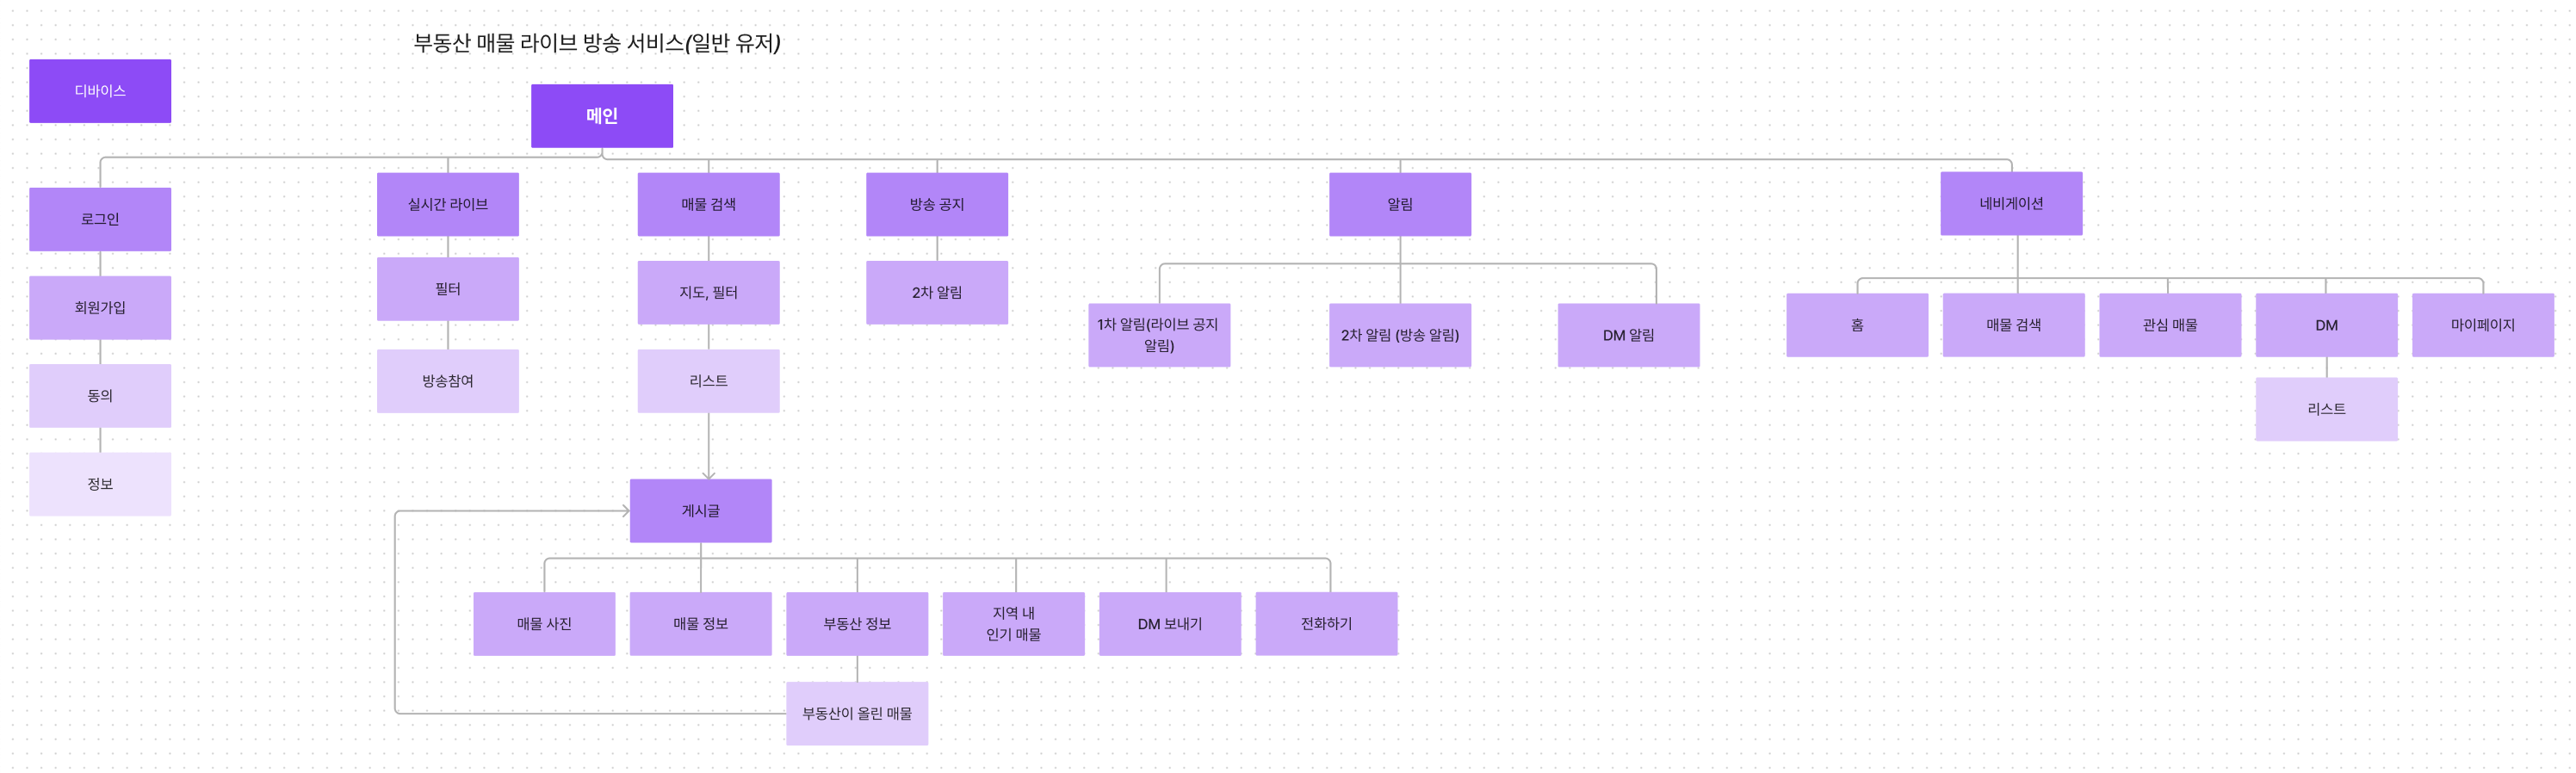 부동산 매물 라이브 방송 서비스(일반 유저)
디바이스
메인
로그인
실시간 라이브
매물 검색
방송 공지
알림
네비게이션
회원가입
필터
지도, 필터
2차 알림
1차 알림(라이브 공지
알림)
2차 알림 (방송 알림)
DM 알림
홈
매물 검색
관심 매물
DM
마이페이지
동의
방송참여
리스트
리스트
정보
게시글
매물 사진
매물 정보
부동산 정보
지역 내
인기 매물
DM 보내기
전화하기
부동산이 올린 매물